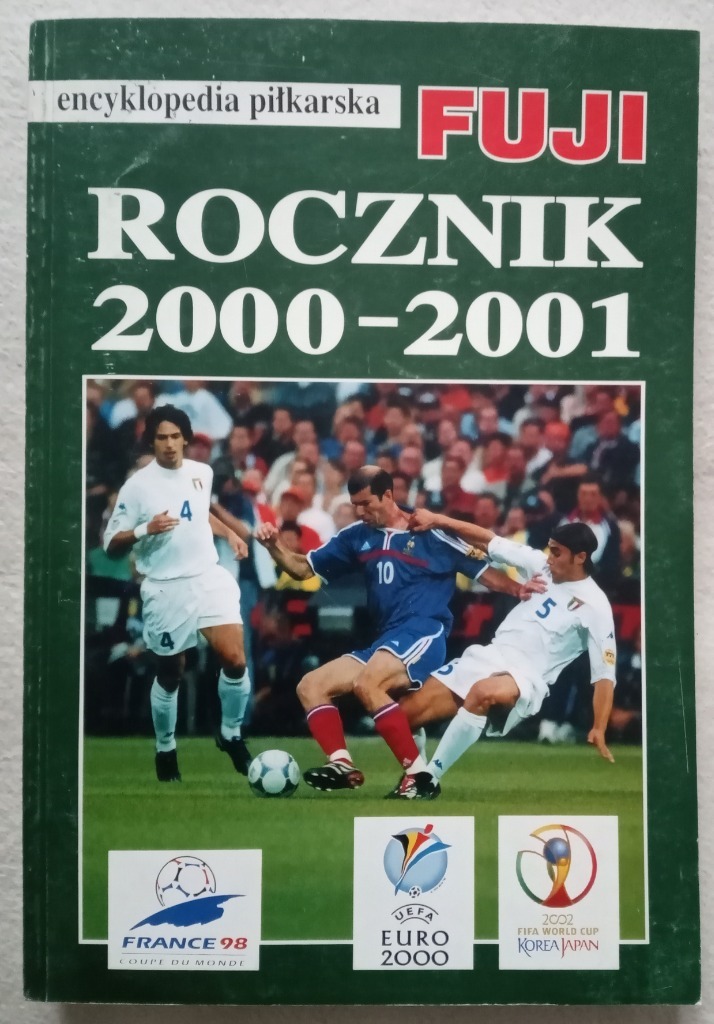 encyklopedia piłkarska
FUJI
ROCZNIK
2000-2001
4
4
10
5
FRANCE 98
COUPE DU MONDE
UEFA
EURO
2000
2002
FIFA WORLD CUP
KOREA JAPAN